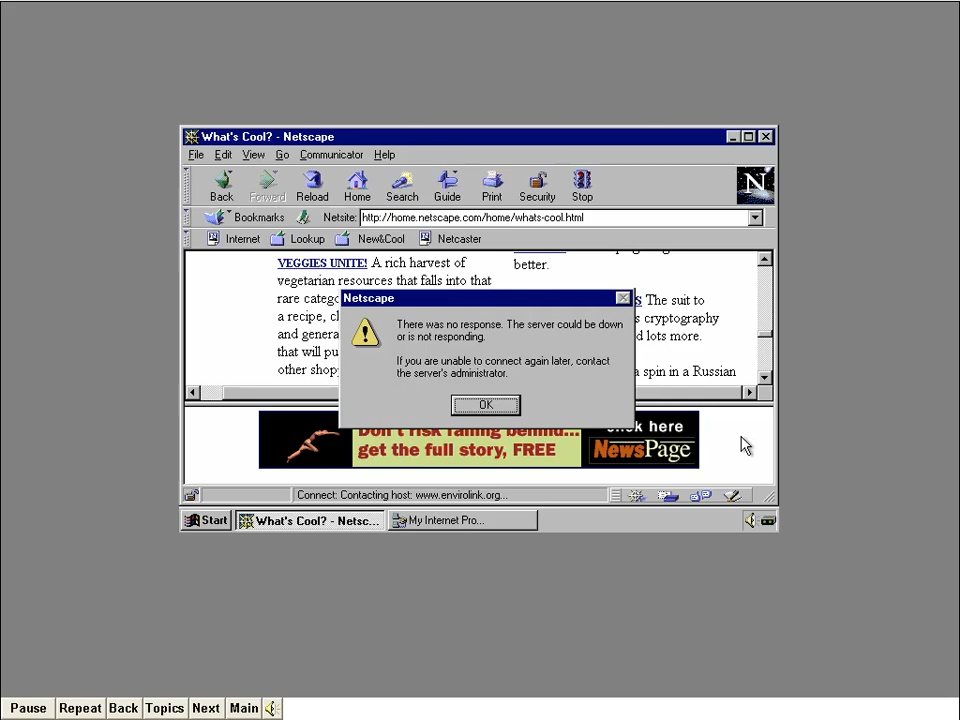 What's Cool? - Netscape
File Edit View Go Communicator Help
Back Forward Reload Home Search Guide Print Security Stop
N
Bookmarks Netsite: http://home.netscape.com/home/whats-cool.html
Internet Lookup New&Cool Netcaster
VEGGIES UNITE! A rich harvest of
vegetarian resources that falls into that
rare
a recipe,
and
that will
other
better.
S The suit to
s cryptography
d lots more.
a spin in a Russian
Netscape
There was no response. The server could be down
or is not responding.
If you are unable to connect again later, contact
the server's administrator.
OK
Don't risk falling behind...
get the full story, FREE
click here
NewsPage
Connect: Contacting host: www.envirolink.org...
Start What's Cool? - Netsc... My Internet Pro...
Pause Repeat Back Topics Next Main